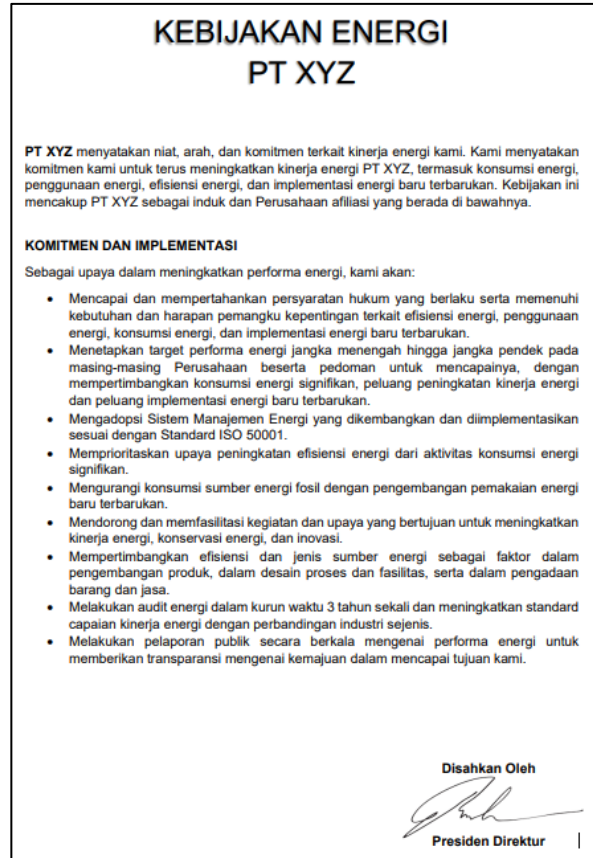 KEBIJAKAN ENERGI
PT XYZ
PT XYZ menyatakan niat, arah, dan komitmen terkait kinerja energi kami. Kami menyatakan
komitmen kami untuk terus meningkatkan kinerja energi PT XYZ, termasuk konsumsi energi,
penggunaan energi, efisiensi energi, dan implementasi energi baru terbarukan. Kebijakan ini
mencakup PT XYZ sebagai induk dan Perusahaan afiliasi yang berada di bawahnya.
KOMITMEN DAN IMPLEMENTASI
Sebagai upaya dalam meningkatkan performa energi, kami akan:
• Mencapai dan mempertahankan persyaratan hukum yang berlaku serta memenuhi
kebutuhan dan harapan pemangku kepentingan terkait efisiensi energi, penggunaan
energi, konsumsi energi, dan implementasi energi baru terbarukan.
• Menetapkan target performa energi jangka menengah hingga jangka pendek pada
masing-masing Perusahaan beserta pedoman untuk mencapainya, dengan
mempertimbangkan konsumsi energi signifikan, peluang peningkatan kinerja energi
dan peluang implementasi energi baru terbarukan.
• Mengadopsi Sistem Manajemen Energi yang dikembangkan dan diimplementasikan
sesuai dengan Standard ISO 50001.
• Memprioritaskan upaya peningkatan efisiensi energi dari aktivitas konsumsi energi
signifikan.
• Mengurangi konsumsi sumber energi fosil dengan pengembangan pemakaian energi
baru terbarukan.
• Mendorong dan memfasilitasi kegiatan dan upaya yang bertujuan untuk meningkatkan
kinerja energi, konservasi energi, dan inovasi.
• Mempertimbangkan efisiensi dan jenis sumber energi sebagai faktor dalam
pengembangan produk, dalam desain proses dan fasilitas, serta dalam pengadaan
barang dan jasa.
• Melakukan audit energi dalam kurun waktu 3 tahun sekali dan meningkatkan standard
capaian kinerja energi dengan perbandingan industri sejenis.
• Melakukan pelaporan publik secara berkala mengenai performa energi untuk
memberikan transparansi mengenai kemajuan dalam mencapai tujuan kami.
Disahkan Oleh
Presiden Direktur